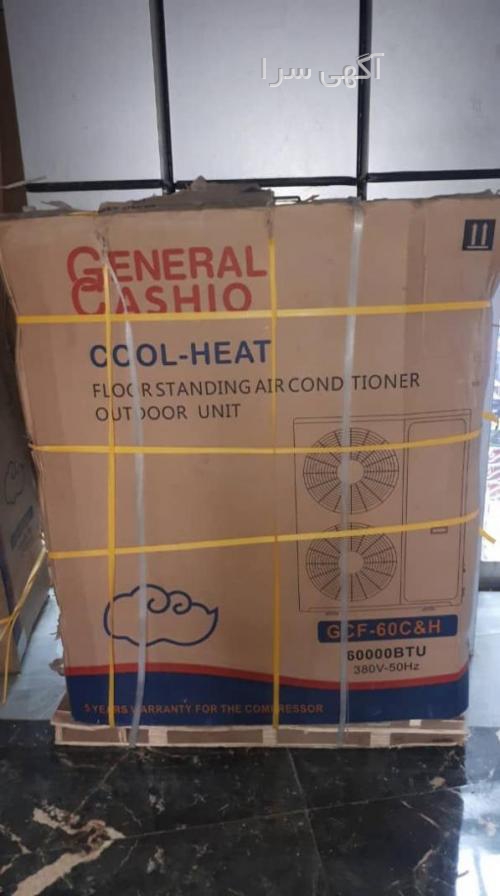 آگهی سرا
GENERAL
CASHIO
COOL-HEAT
FLOOR STANDING AIR CONDITIONER
OUTDOOR UNIT
GCF-60C&H
60000BTU
380V-50Hz
5 YEARS WARRANTY FOR THE COMPRESSOR